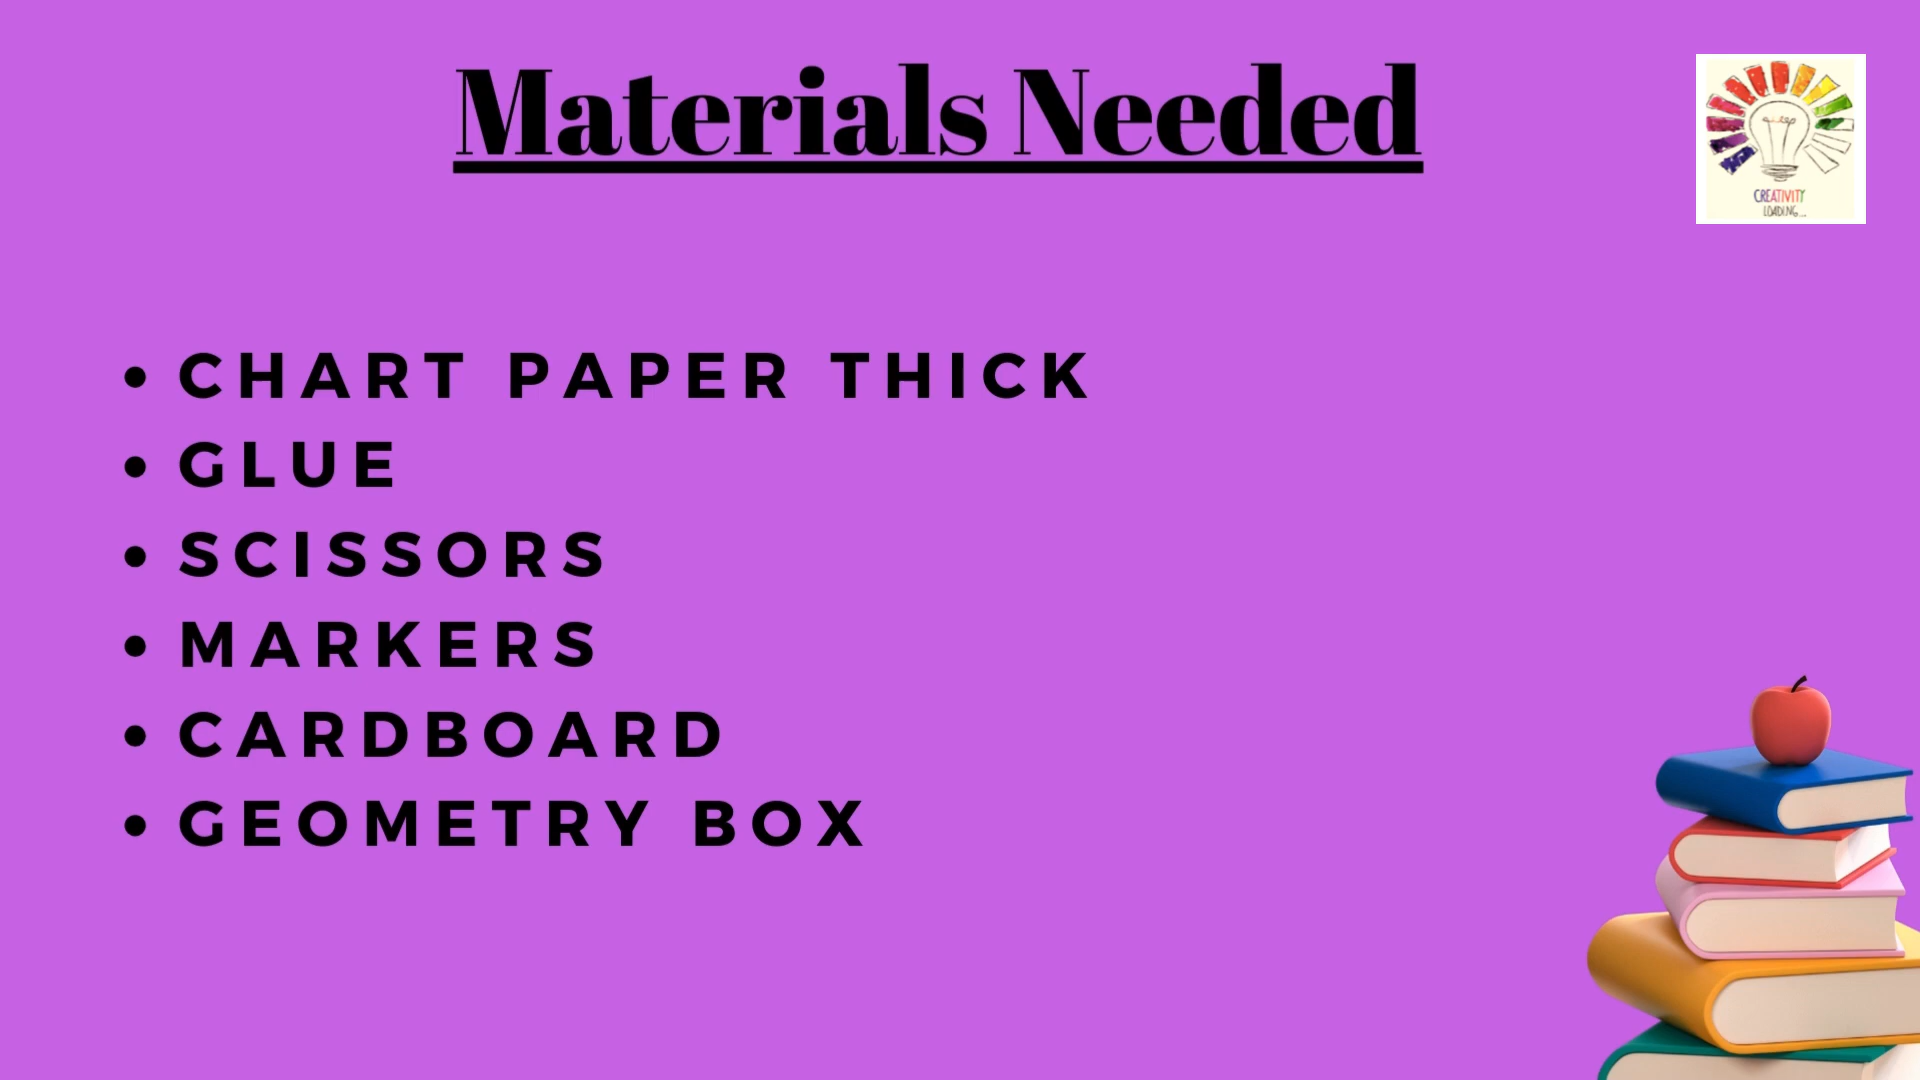 Materials Needed
CREATIVITY
LOADING...
• CHART PAPER THICK
• GLUE
• SCISSORS
• MARKERS
• CARDBOARD
• GEOMETRY BOX